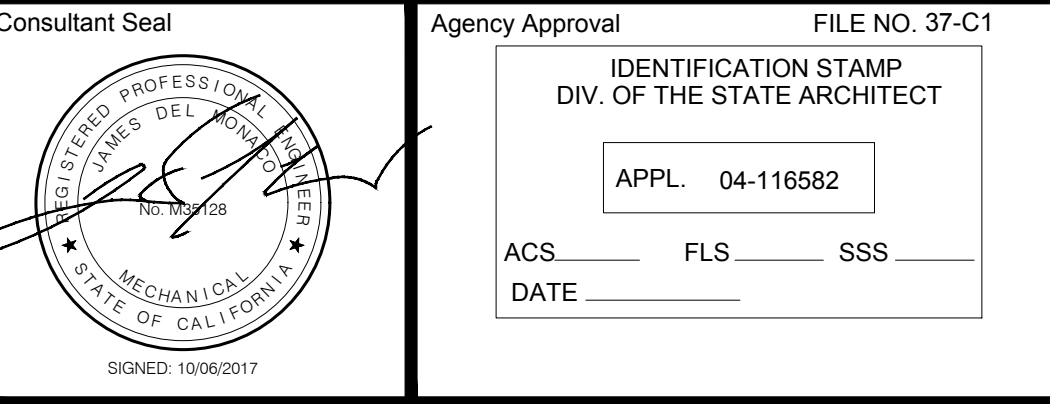 Consultant Seal
REGISTERED PROFESSIONAL ENGINEER
JAMES DEL MONACO
No. M35128
MECHANICAL
STATE OF CALIFORNIA
SIGNED: 10/06/2017
Agency Approval FILE NO. 37-C1
IDENTIFICATION STAMP
DIV. OF THE STATE ARCHITECT
APPL. 04-116582
ACS FLS SSS
DATE